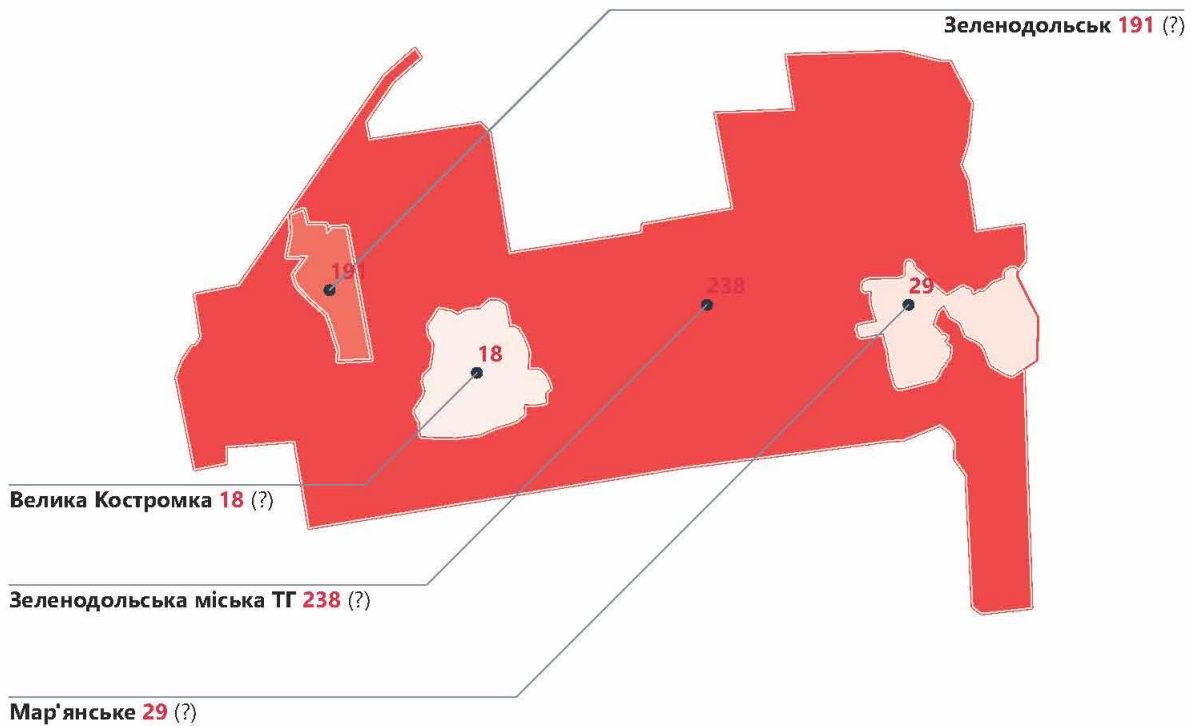 Зеленодольськ 191 (?)
191
238
29
18
Велика Костромка 18 (?)
Зеленодольська міська ТГ 238 (?)
Мар'янське 29 (?)